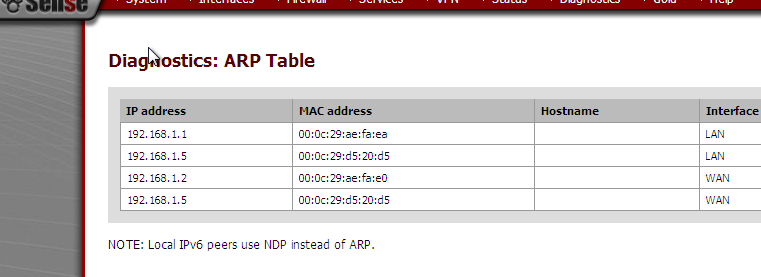 Sense System Interfaces Firewall Services VPN Status Diagnostics Gold Help
Diagnostics: ARP Table
IP address MAC address Hostname Interface
192.168.1.1 00:0c:29:ae:fa:ea LAN
192.168.1.5 00:0c:29:d5:20:d5 LAN
192.168.1.2 00:0c:29:ae:fa:e0 WAN
192.168.1.5 00:0c:29:d5:20:d5 WAN
NOTE: Local IPv6 peers use NDP instead of ARP.